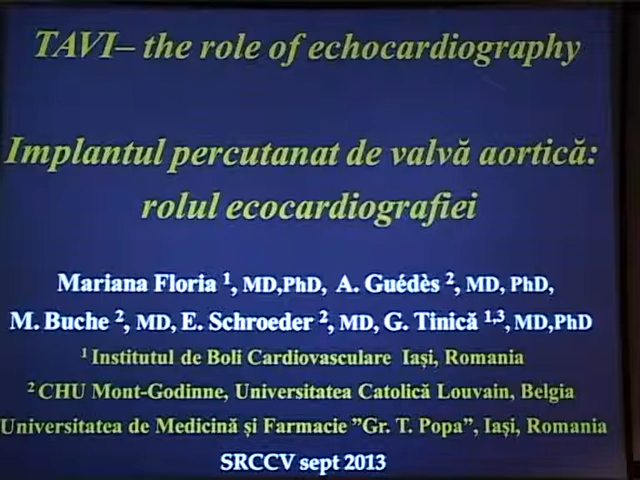 TAVI– the role of echocardiography
Implantul percutanat de valvă aortică:
rolul ecocardiografiei
Mariana Floria ¹, MD,PhD, A. Guédès ², MD, PhD,
M. Buche ², MD, E. Schroeder ², MD, G. Tinică ¹,³, MD,PhD
¹ Institutul de Boli Cardiovasculare Iași, Romania
² CHU Mont-Godinne, Universitatea Catolică Louvain, Belgia
Universitatea de Medicină și Farmacie ”Gr. T. Popa”, Iași, Romania
SRCCV sept 2013